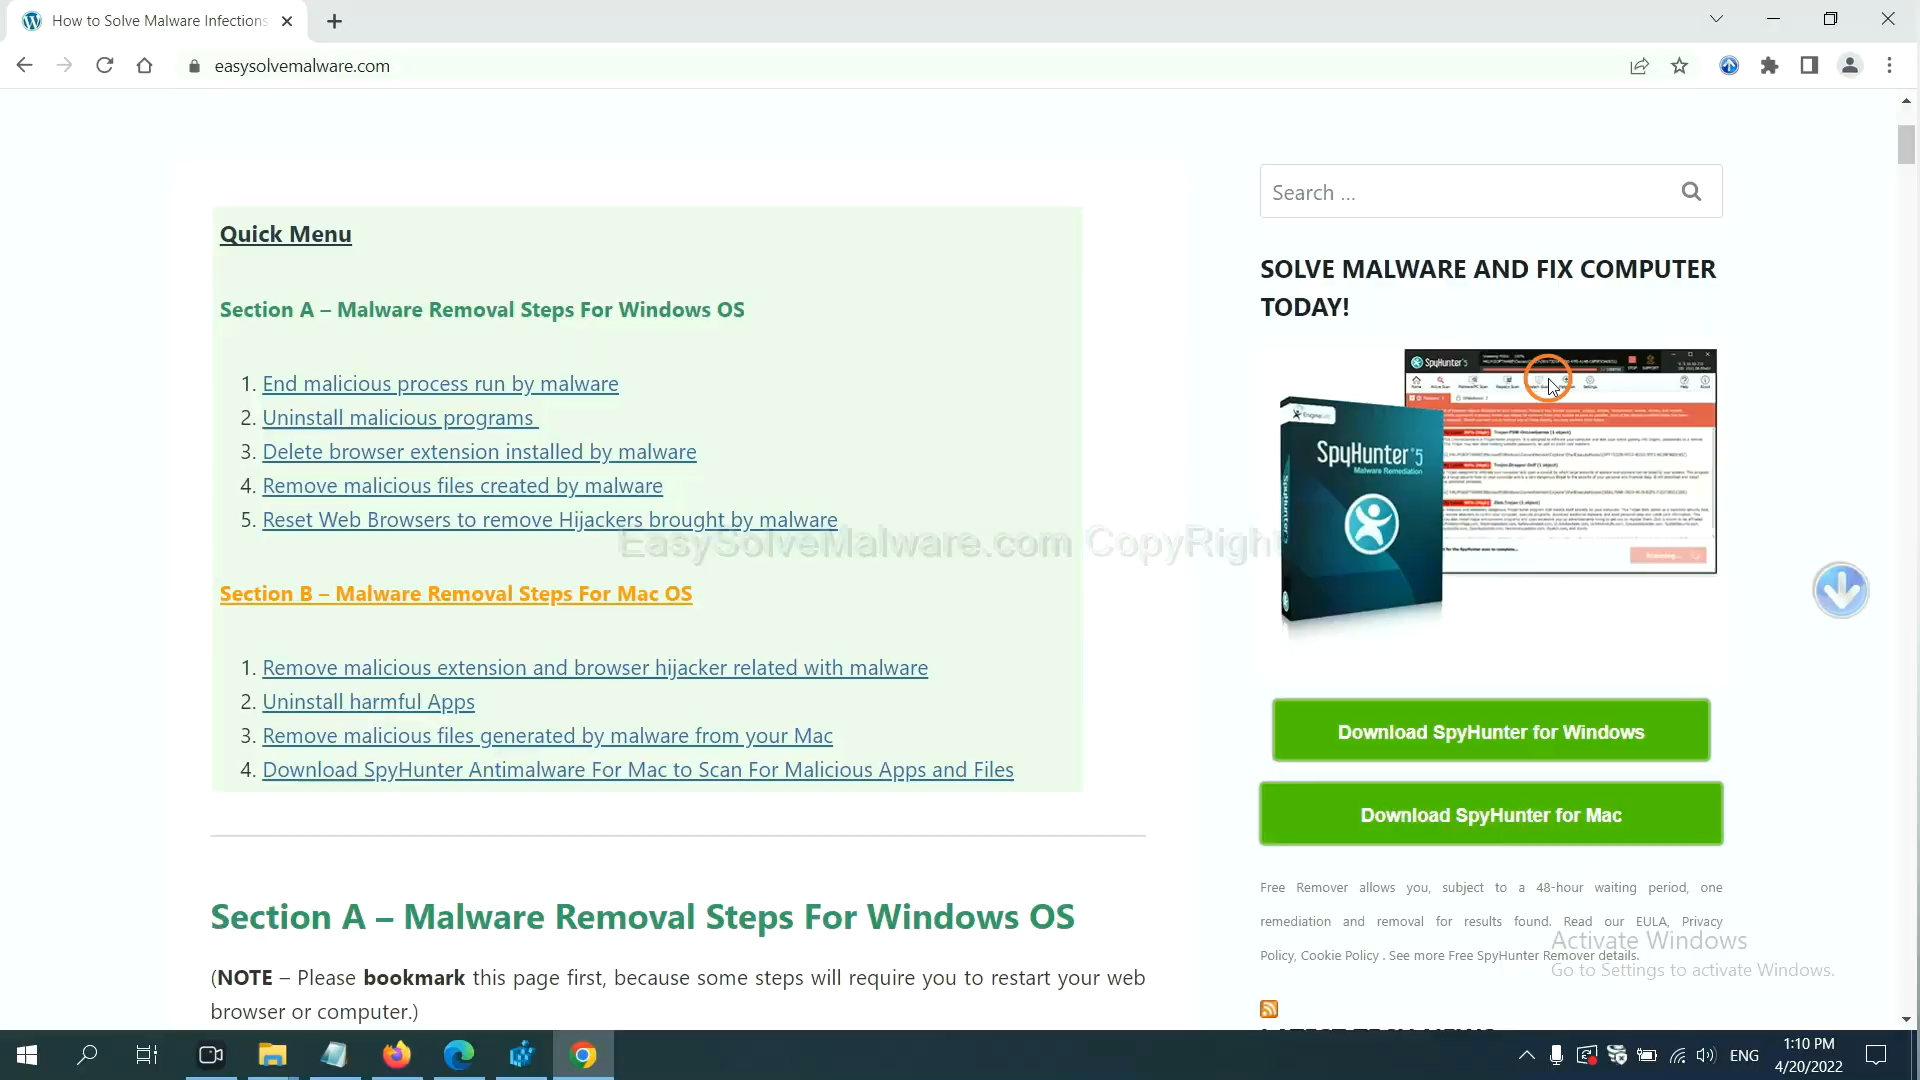 How to Solve Malware Infections
easysolvemalware.com
Search ...
Quick Menu
SOLVE MALWARE AND FIX COMPUTER
TODAY!
Section A – Malware Removal Steps For Windows OS
1. End malicious process run by malware
2. Uninstall malicious programs
3. Delete browser extension installed by malware
4. Remove malicious files created by malware
5. Reset Web Browsers to remove Hijackers brought by malware
EasySolveMalware.com CopyRigh
Section B – Malware Removal Steps For Mac OS
1. Remove malicious extension and browser hijacker related with malware
2. Uninstall harmful Apps
3. Remove malicious files generated by malware from your Mac
4. Download SpyHunter Antimalware For Mac to Scan For Malicious Apps and Files
SpyHunter 5
SpyHunter 5
Malware Remediation
SpyHunter
Download SpyHunter for Windows
Download SpyHunter for Mac
Free Remover allows you, subject to a 48-hour waiting period, one
remediation and removal for results found. Read our EULA, Privacy
Policy, Cookie Policy . See more Free SpyHunter Remover details.
Section A – Malware Removal Steps For Windows OS
(NOTE – Please bookmark this page first, because some steps will require you to restart your web
browser or computer.)
Activate Windows
Go to Settings to activate Windows.
LATEST TECH NEWS
ENG
1:10 PM
4/20/2022